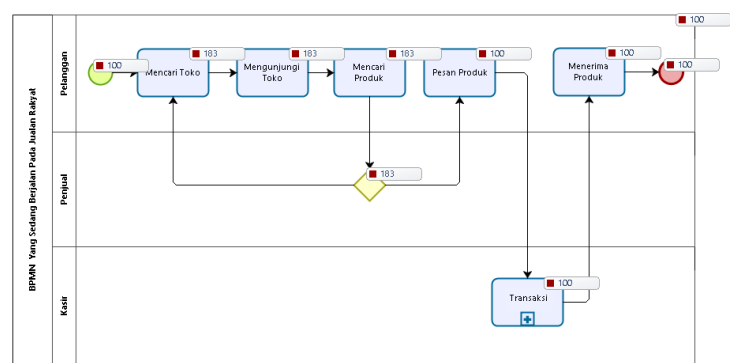 BPMN Yang Sedang Berjalan Pada Jualan Rakyat
Pelanggan
100
100
Mencari Toko
183
Mengunjungi
Toko
183
Mencari
Produk
183
Pesan Produk
100
Menerima
Produk
100
100
Penjual
183
Kasir
Transaksi
100